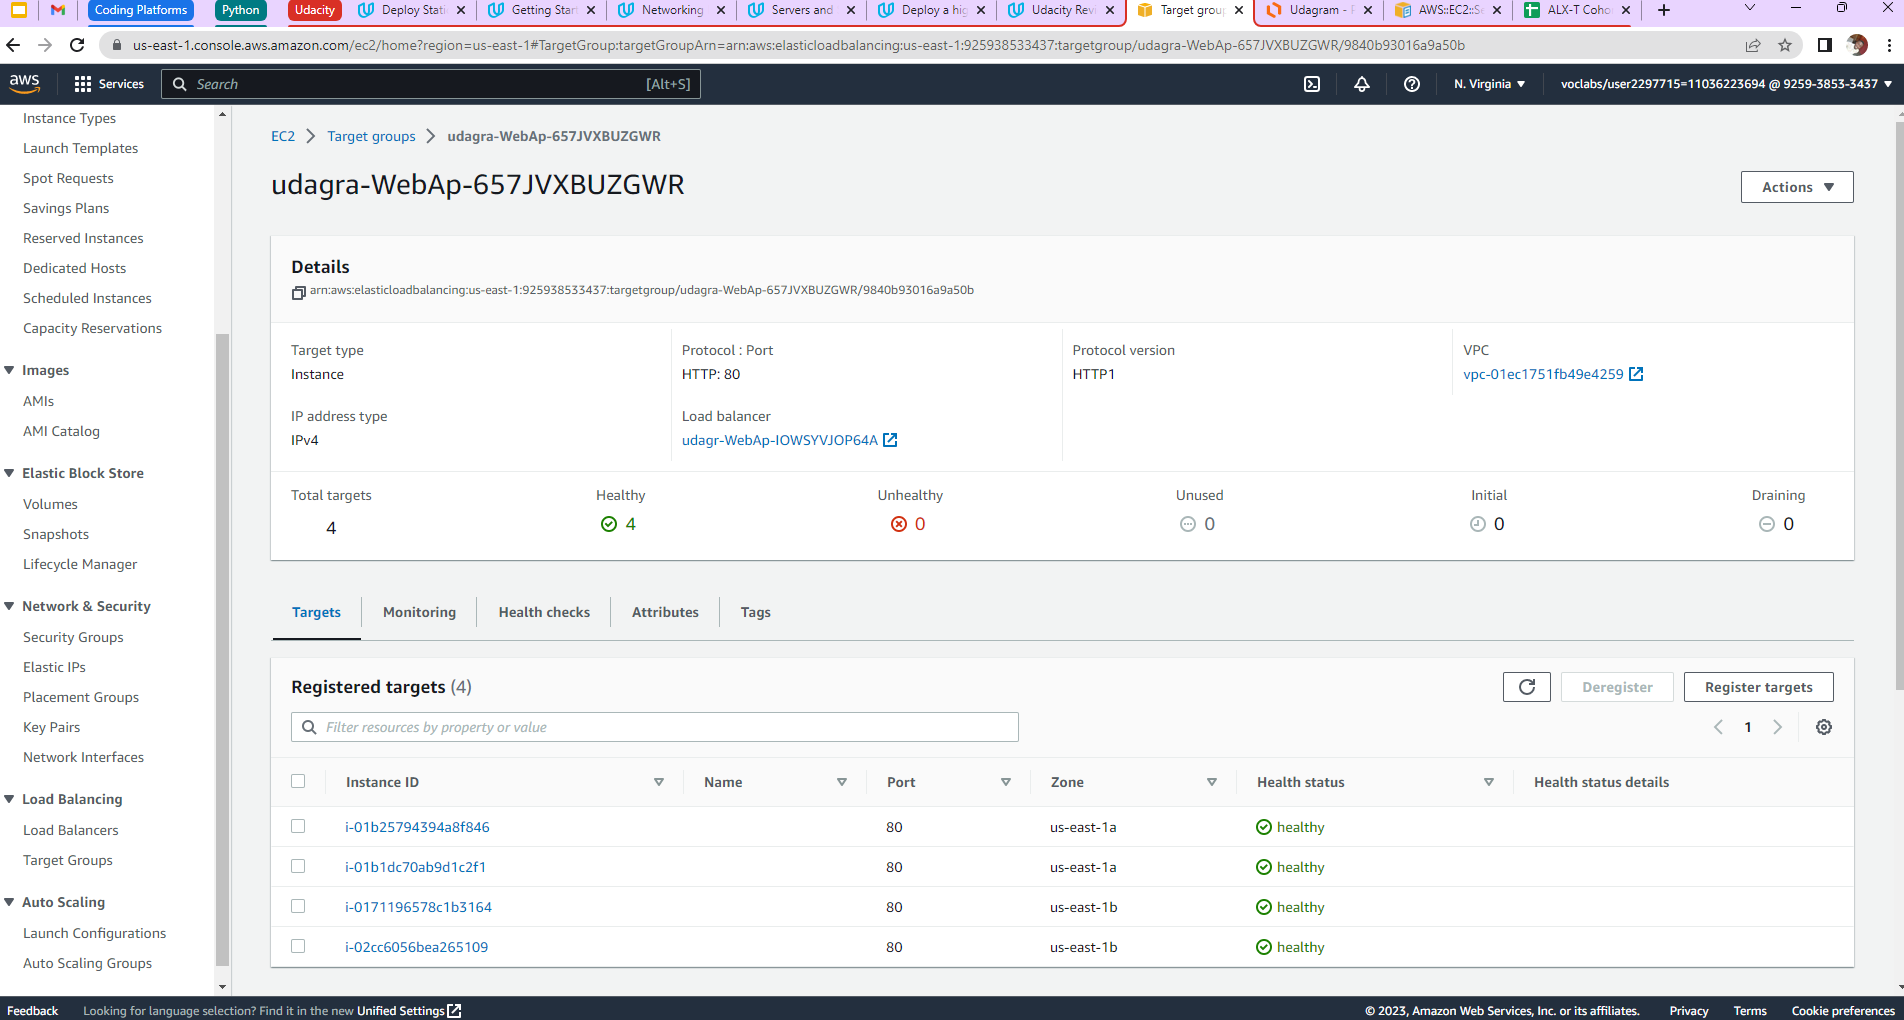 Coding Platforms
Python
Udacity
Deploy Stati
Getting Star
Networking
Servers and
Deploy a hig
Udacity Revi
Target group
Udagram -
AWS::EC2::Se
ALX-T Coho
us-east-1.console.aws.amazon.com/ec2/home?region=us-east-1#TargetGroup:targetGroupArn=arn:aws:elasticloadbalancing:us-east-1:925938533437:targetgroup/udagra-WebAp-657JVXBUZGWR/9840b93016a9a50b
aws
Services
Search
[Alt+S]
N. Virginia
voclabs/user2297715=11036223694 @ 9259-3853-3437
Instance Types
Launch Templates
Spot Requests
Savings Plans
Reserved Instances
Dedicated Hosts
Scheduled Instances
Capacity Reservations
Images
AMIs
AMI Catalog
Elastic Block Store
Volumes
Snapshots
Lifecycle Manager
Network & Security
Security Groups
Elastic IPs
Placement Groups
Key Pairs
Network Interfaces
Load Balancing
Load Balancers
Target Groups
Auto Scaling
Launch Configurations
Auto Scaling Groups
EC2 > Target groups > udagra-WebAp-657JVXBUZGWR
udagra-WebAp-657JVXBUZGWR
Actions
Details
arn:aws:elasticloadbalancing:us-east-1:925938533437:targetgroup/udagra-WebAp-657JVXBUZGWR/9840b93016a9a50b
Target type
Instance
Protocol : Port
HTTP: 80
Protocol version
HTTP1
VPC
vpc-01ec1751fb49e4259
IP address type
IPv4
Load balancer
udagr-WebAp-IOWSYVJOP64A
Total targets
4
Healthy
4
Unhealthy
0
Unused
0
Initial
0
Draining
0
Targets
Monitoring
Health checks
Attributes
Tags
Registered targets (4)
Deregister
Register targets
Filter resources by property or value
1
Instance ID Name Port Zone Health status Health status details
i-01b25794394a8f846 80 us-east-1a healthy
i-01b1dc70ab9d1c2f1 80 us-east-1a healthy
i-0171196578c1b3164 80 us-east-1b healthy
i-02cc6056bea265109 80 us-east-1b healthy
Feedback
Looking for language selection? Find it in the new Unified Settings
© 2023, Amazon Web Services, Inc. or its affiliates.
Privacy
Terms
Cookie preferences